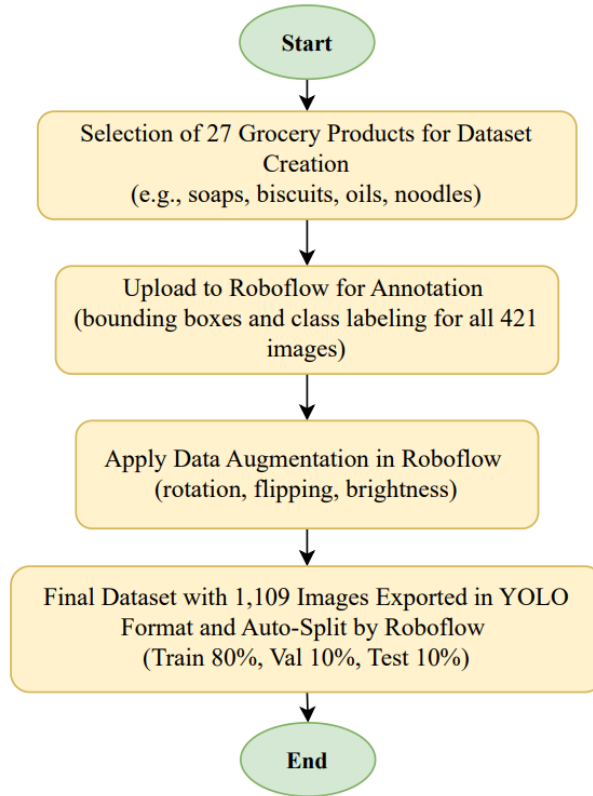 Start
Selection of 27 Grocery Products for Dataset
Creation
(e.g., soaps, biscuits, oils, noodles)
Upload to Roboflow for Annotation
(bounding boxes and class labeling for all 421
images)
Apply Data Augmentation in Roboflow
(rotation, flipping, brightness)
Final Dataset with 1,109 Images Exported in YOLO
Format and Auto-Split by Roboflow
(Train 80%, Val 10%, Test 10%)
End